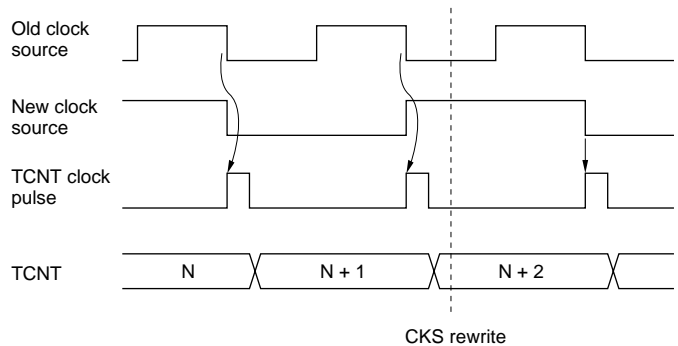 Old clock
source
New clock
source
TCNT clock
pulse
TCNT
N
N + 1
N + 2
CKS rewrite